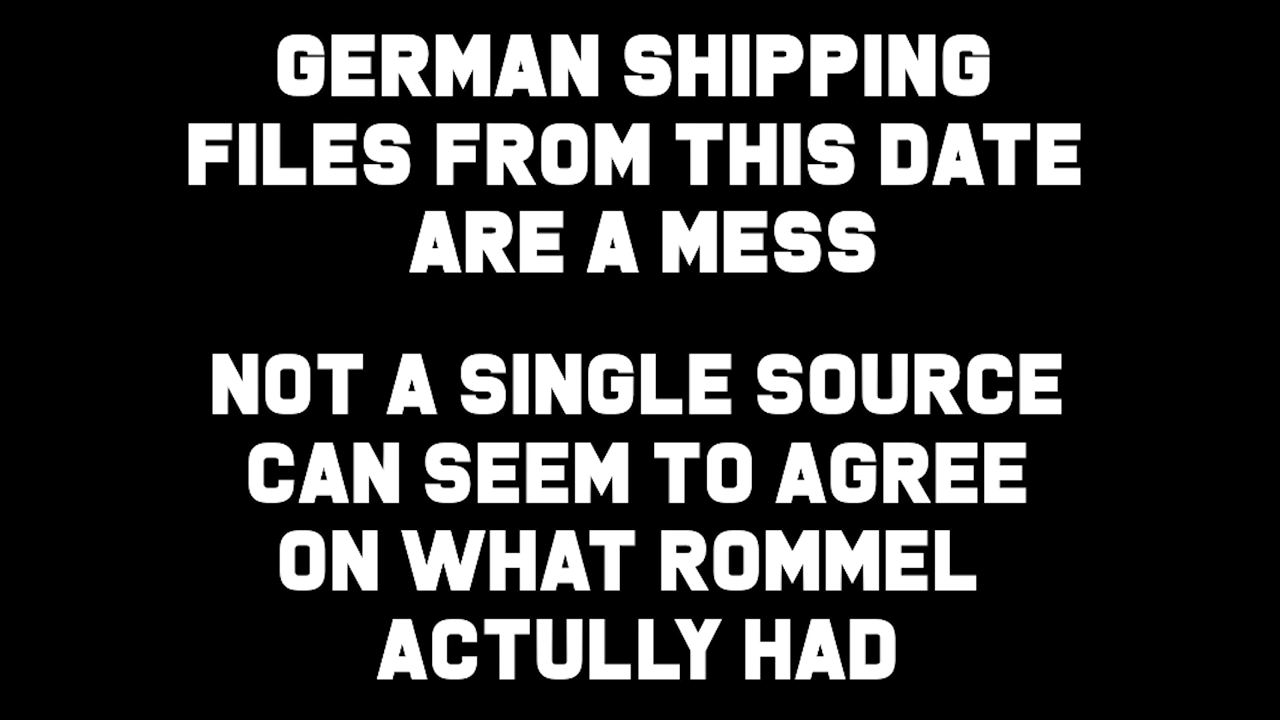 GERMAN SHIPPING
FILES FROM THIS DATE
ARE A MESS
NOT A SINGLE SOURCE
CAN SEEM TO AGREE
ON WHAT ROMMEL
ACTULLY HAD